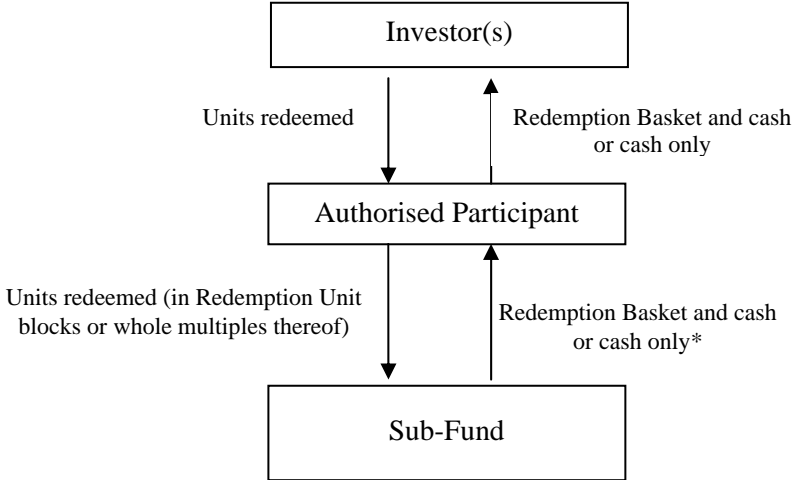 Investor(s)
Units redeemed
Redemption Basket and cash
or cash only
Authorised Participant
Units redeemed (in Redemption Unit
blocks or whole multiples thereof)
Redemption Basket and cash
or cash only*
Sub-Fund